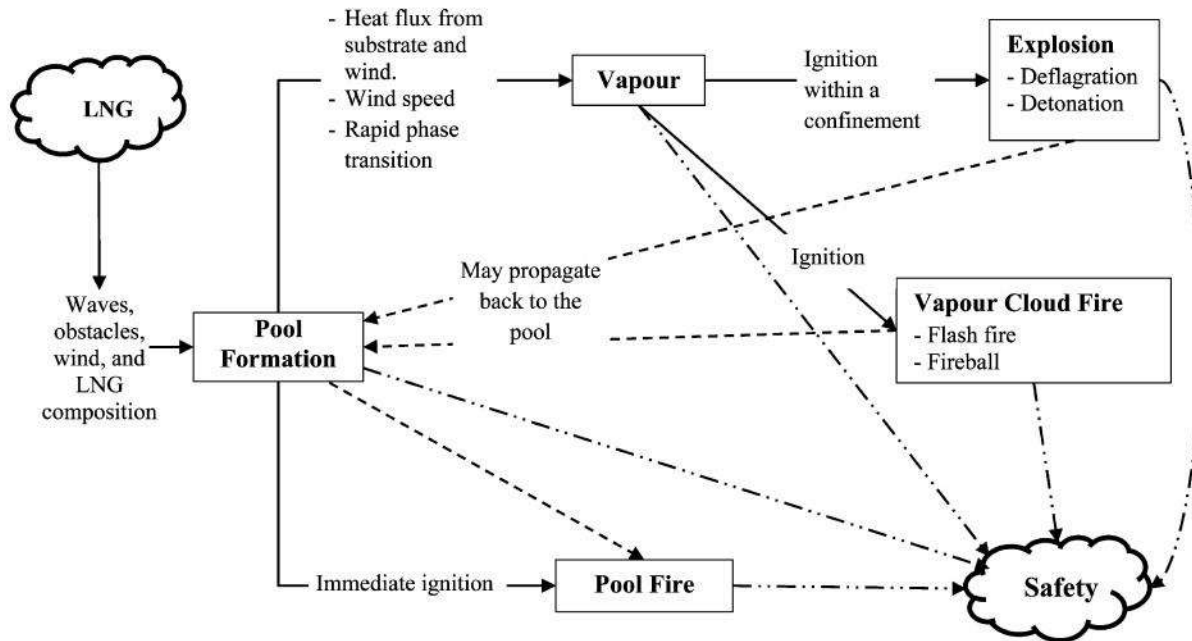 LNG
Waves,
obstacles,
wind, and
LNG
composition
Pool
Formation
- Heat flux from
substrate and
wind.
- Wind speed
- Rapid phase
transition
Vapour
Ignition
within a
confinement
Explosion
- Deflagration
- Detonation
May propagate
back to the
pool
Ignition
Vapour Cloud Fire
- Flash fire
- Fireball
Immediate ignition
Pool Fire
Safety